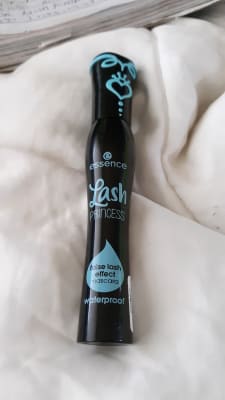 essence
Lash
PRINCESS
false lash
effect
mascara
waterproof